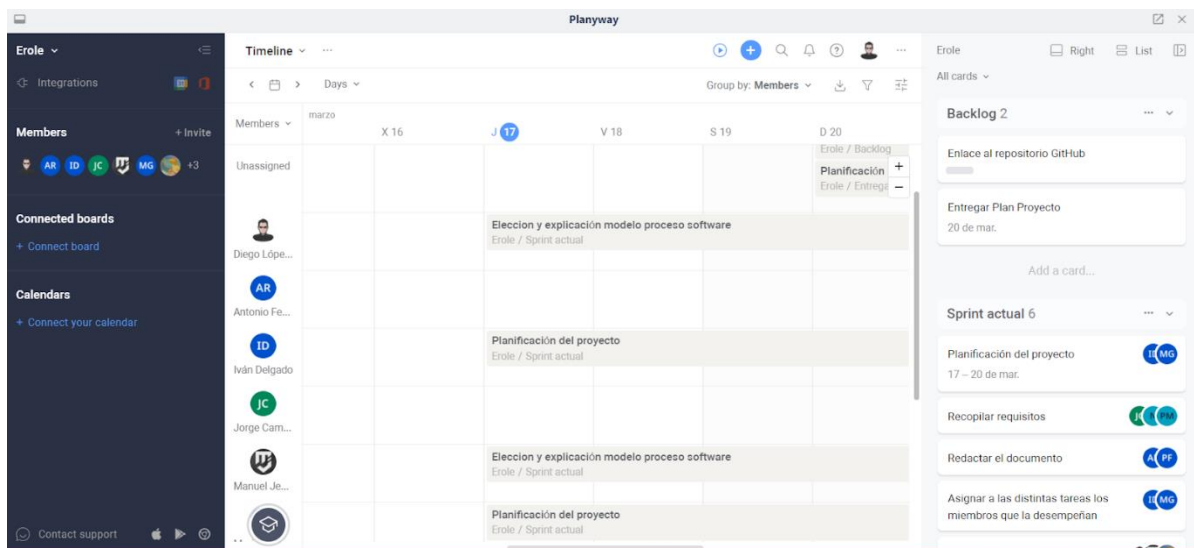 Planyway
Erole
Integrations
Members
+ Invite
AR ID JC MG +3
Connected boards
+ Connect board
Calendars
+ Connect your calendar
Contact support
Timeline
Days
Group by: Members
Members
marzo
X 16
J 17
V 18
S 19
D 20
Unassigned
Erole / Backlog
Planificación
Erole / Entrega
+
−
Diego Lópe...
Eleccion y explicación modelo proceso software
Erole / Sprint actual
AR
Antonio Fe...
ID
Iván Delgado
Planificación del proyecto
Erole / Sprint actual
JC
Jorge Cam...
Manuel Je...
Eleccion y explicación modelo proceso software
Erole / Sprint actual
Planificación del proyecto
Erole / Sprint actual
Erole
Right
List
All cards
Backlog 2
Enlace al repositorio GitHub
Entregar Plan Proyecto
20 de mar.
Add a card...
Sprint actual 6
Planificación del proyecto
MG
17 – 20 de mar.
Recopilar requisitos
PM
Redactar el documento
PF
Asignar a las distintas tareas los
miembros que la desempeñan
MG